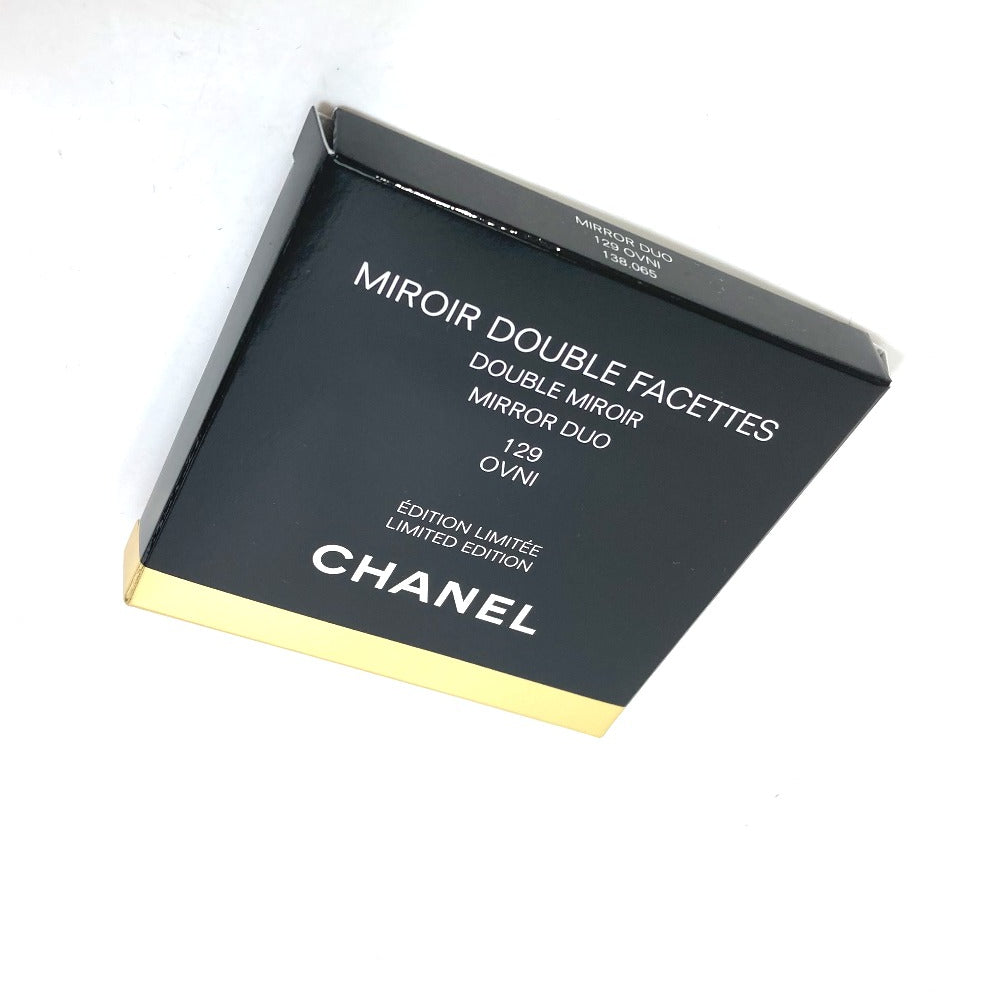 MIRROR DUO
129 OVNI
138.065
MIROIR DOUBLE FACETTES
DOUBLE MIROIR
MIRROR DUO
129
OVNI
ÉDITION LIMITÉE
LIMITED EDITION
CHANEL